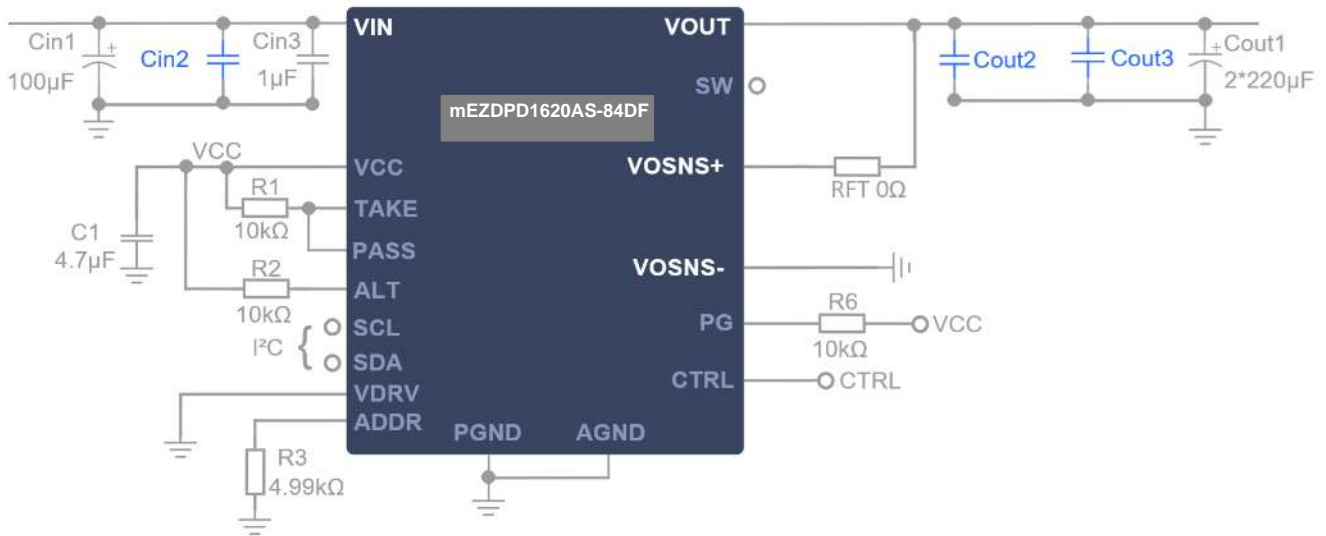 VIN
VOUT
Cin1
+
100µF
Cin2
Cin3
1µF
+
Cout1
2*220µF
Cout2
Cout3
SW
mEZDPD1620AS-84DF
VCC
VCC
VOSNS+
RFT 0Ω
R1
10kΩ
TAKE
C1
4.7µF
PASS
VOSNS-
R2
10kΩ
ALT
R6
10kΩ
I²C
{
SCL
PG
VCC
SDA
CTRL
CTRL
VDRV
ADDR
PGND
AGND
R3
4.99kΩ